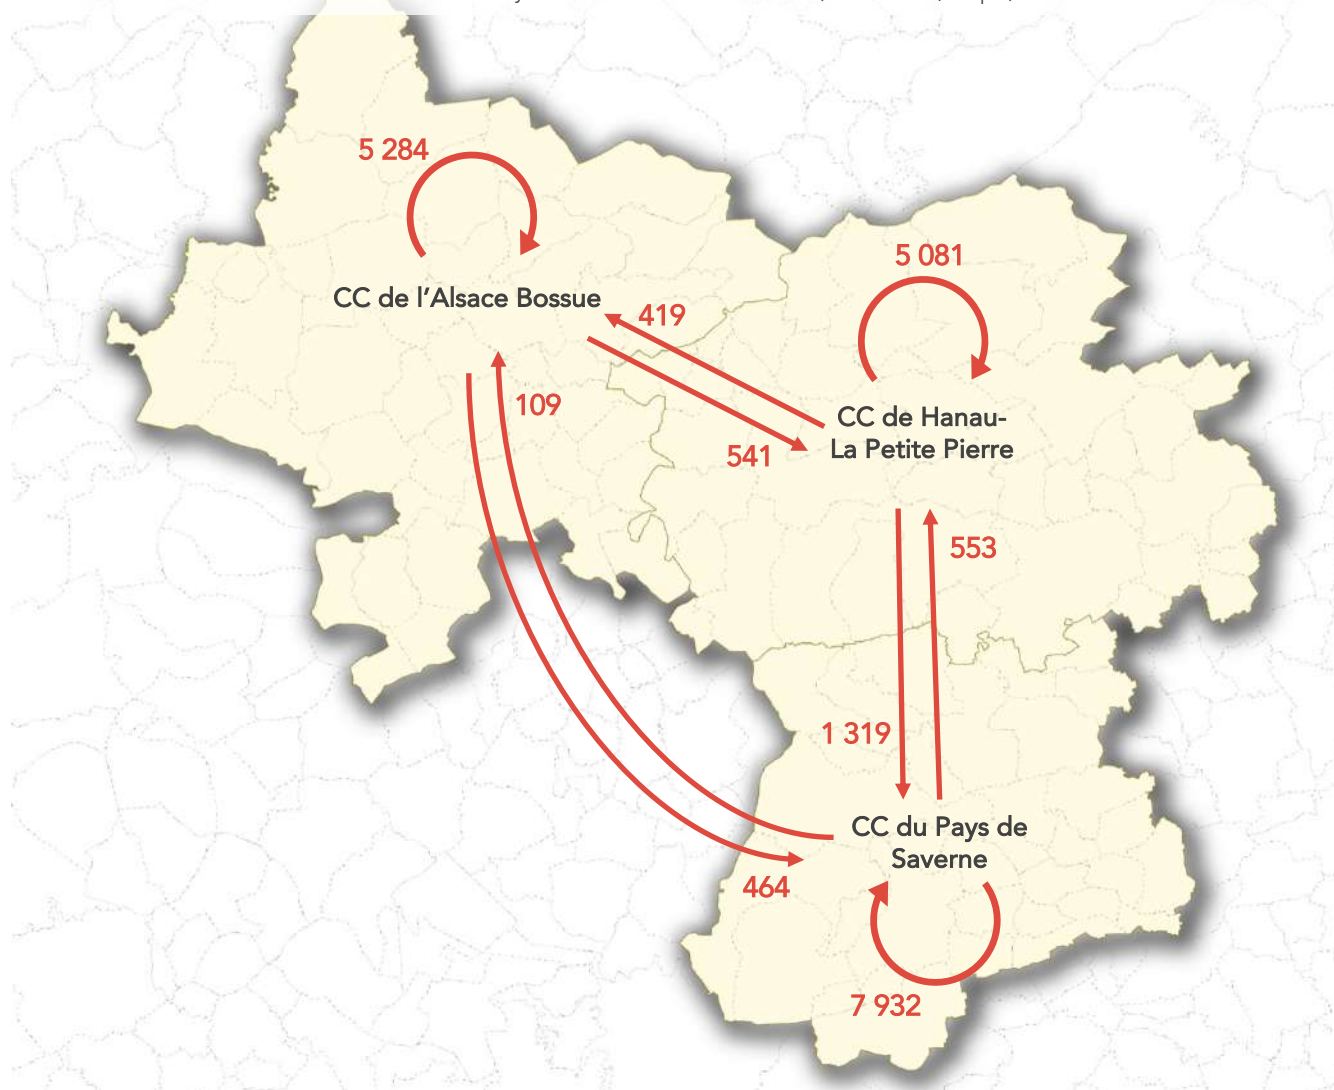 5 284
5 081
CC de l’Alsace Bossue
419
109
CC de Hanau-
La Petite Pierre
541
553
1 319
CC du Pays de
Saverne
464
7 932